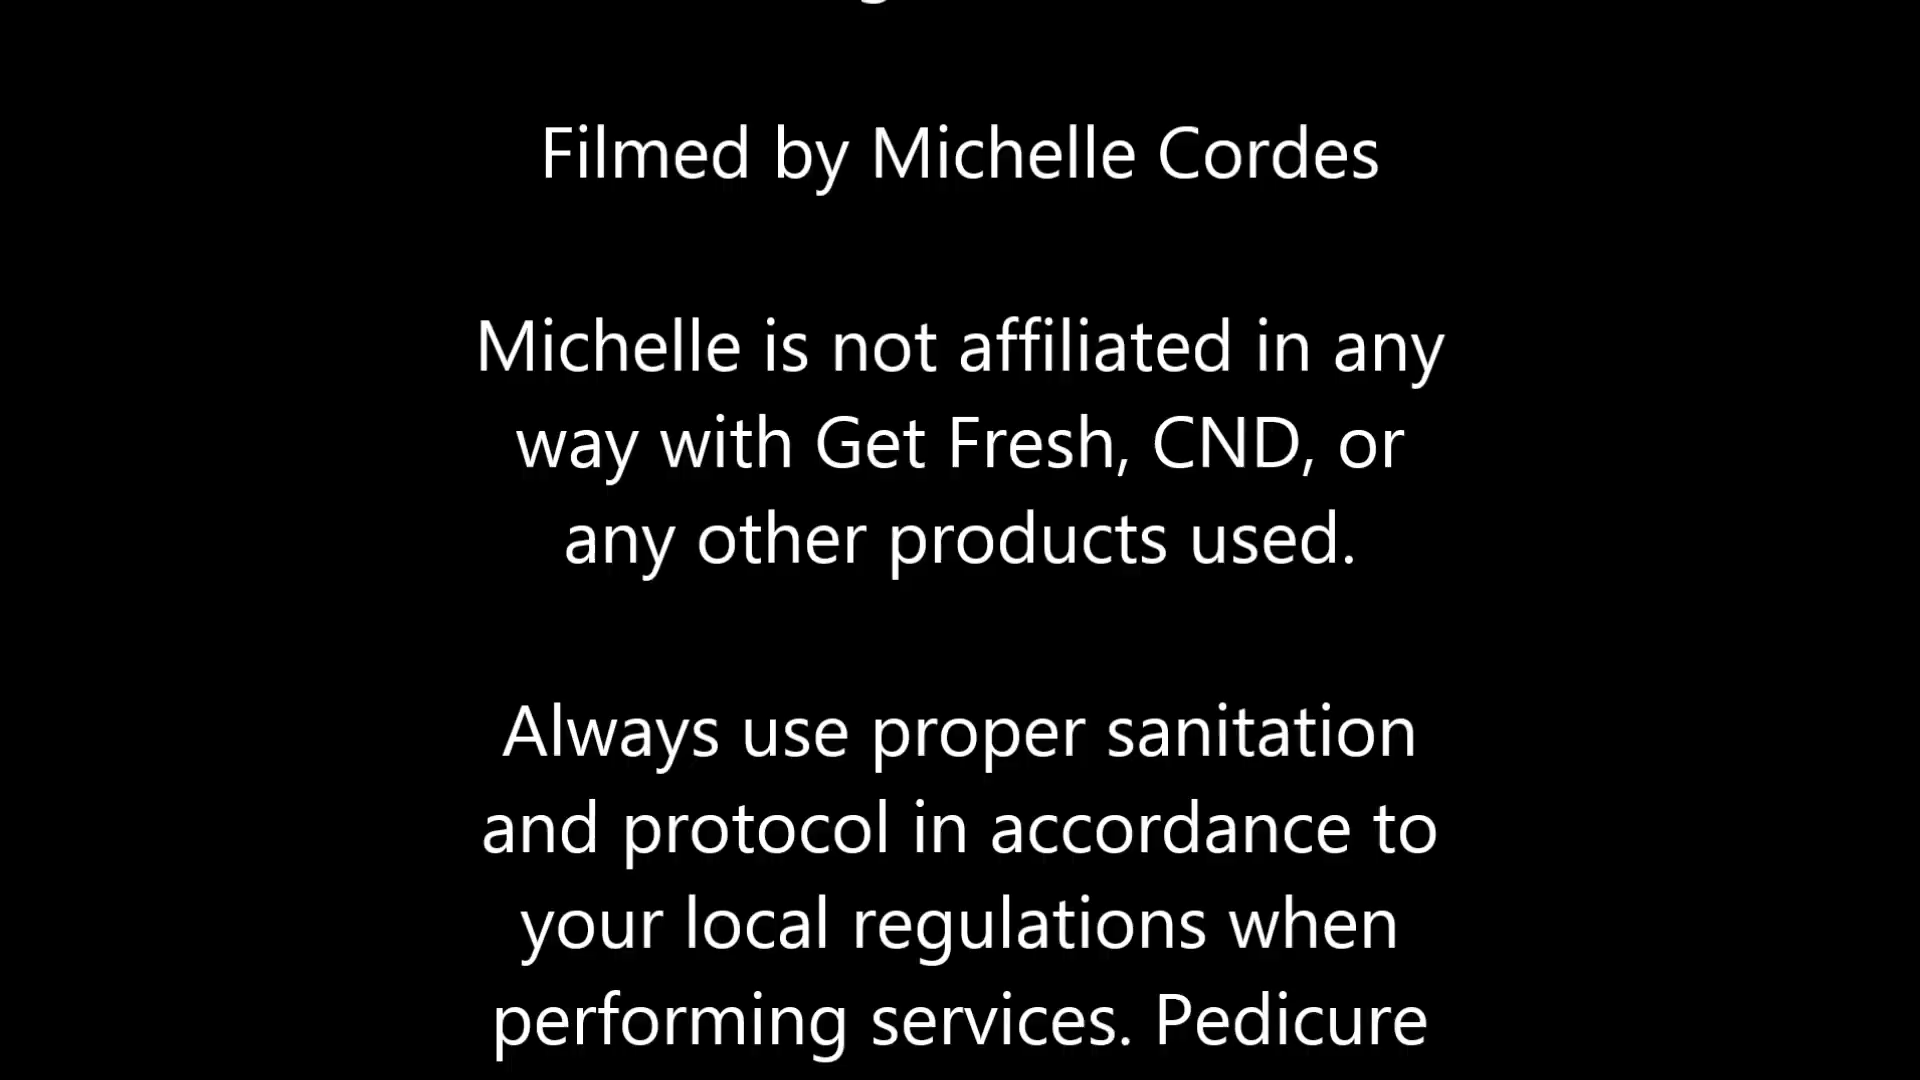 Filmed by Michelle Cordes
Michelle is not affiliated in any
way with Get Fresh, CND, or
any other products used.
Always use proper sanitation
and protocol in accordance to
your local regulations when
performing services. Pedicure